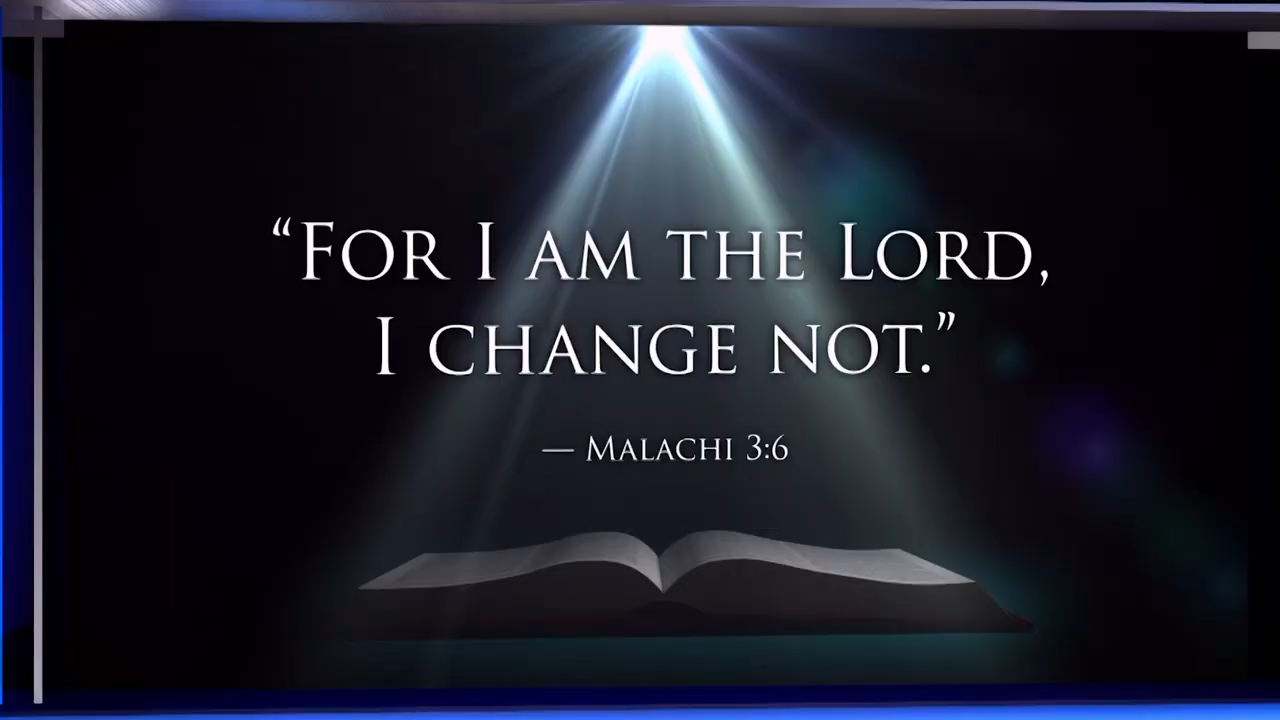 “For I am the Lord,
I change not.”
— Malachi 3:6